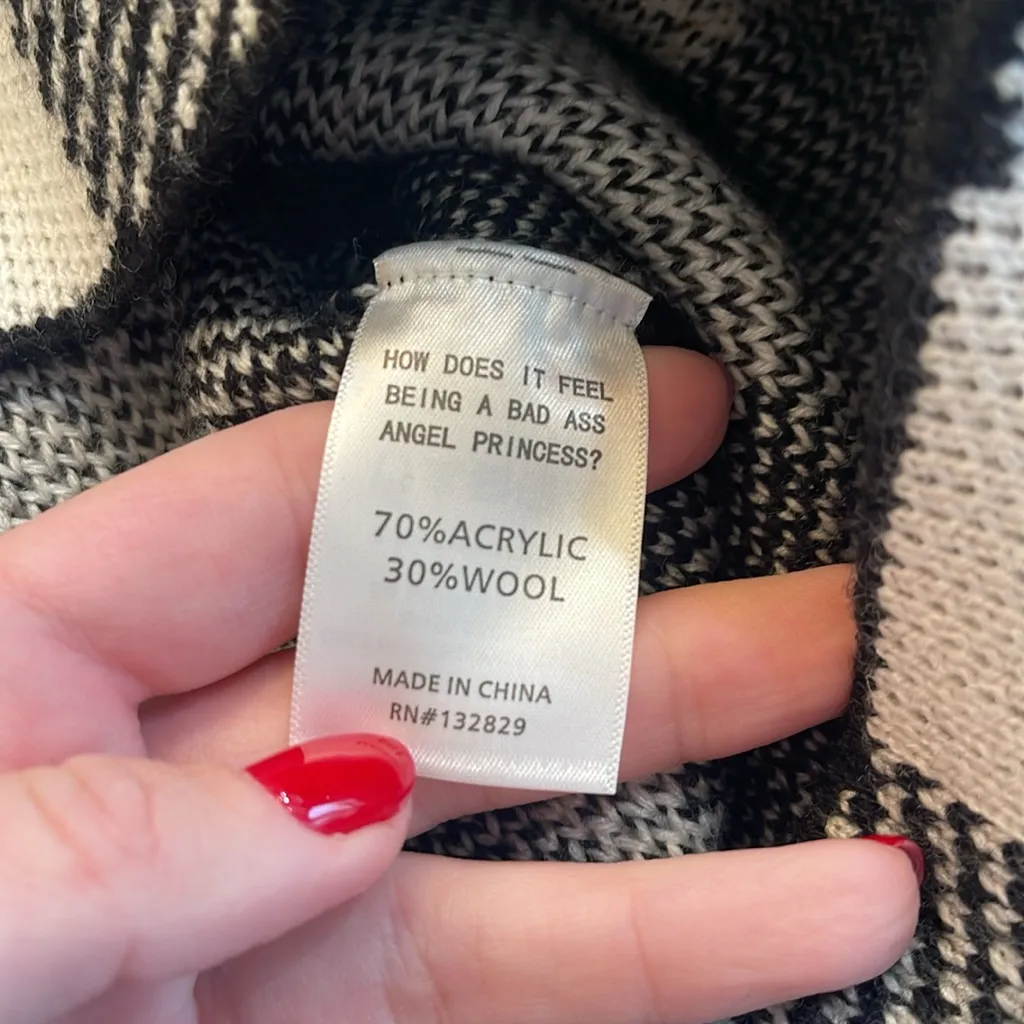 HOW DOES IT FEEL
BEING A BAD ASS
ANGEL PRINCESS?
70%ACRYLIC
30%WOOL
MADE IN CHINA
RN#132829